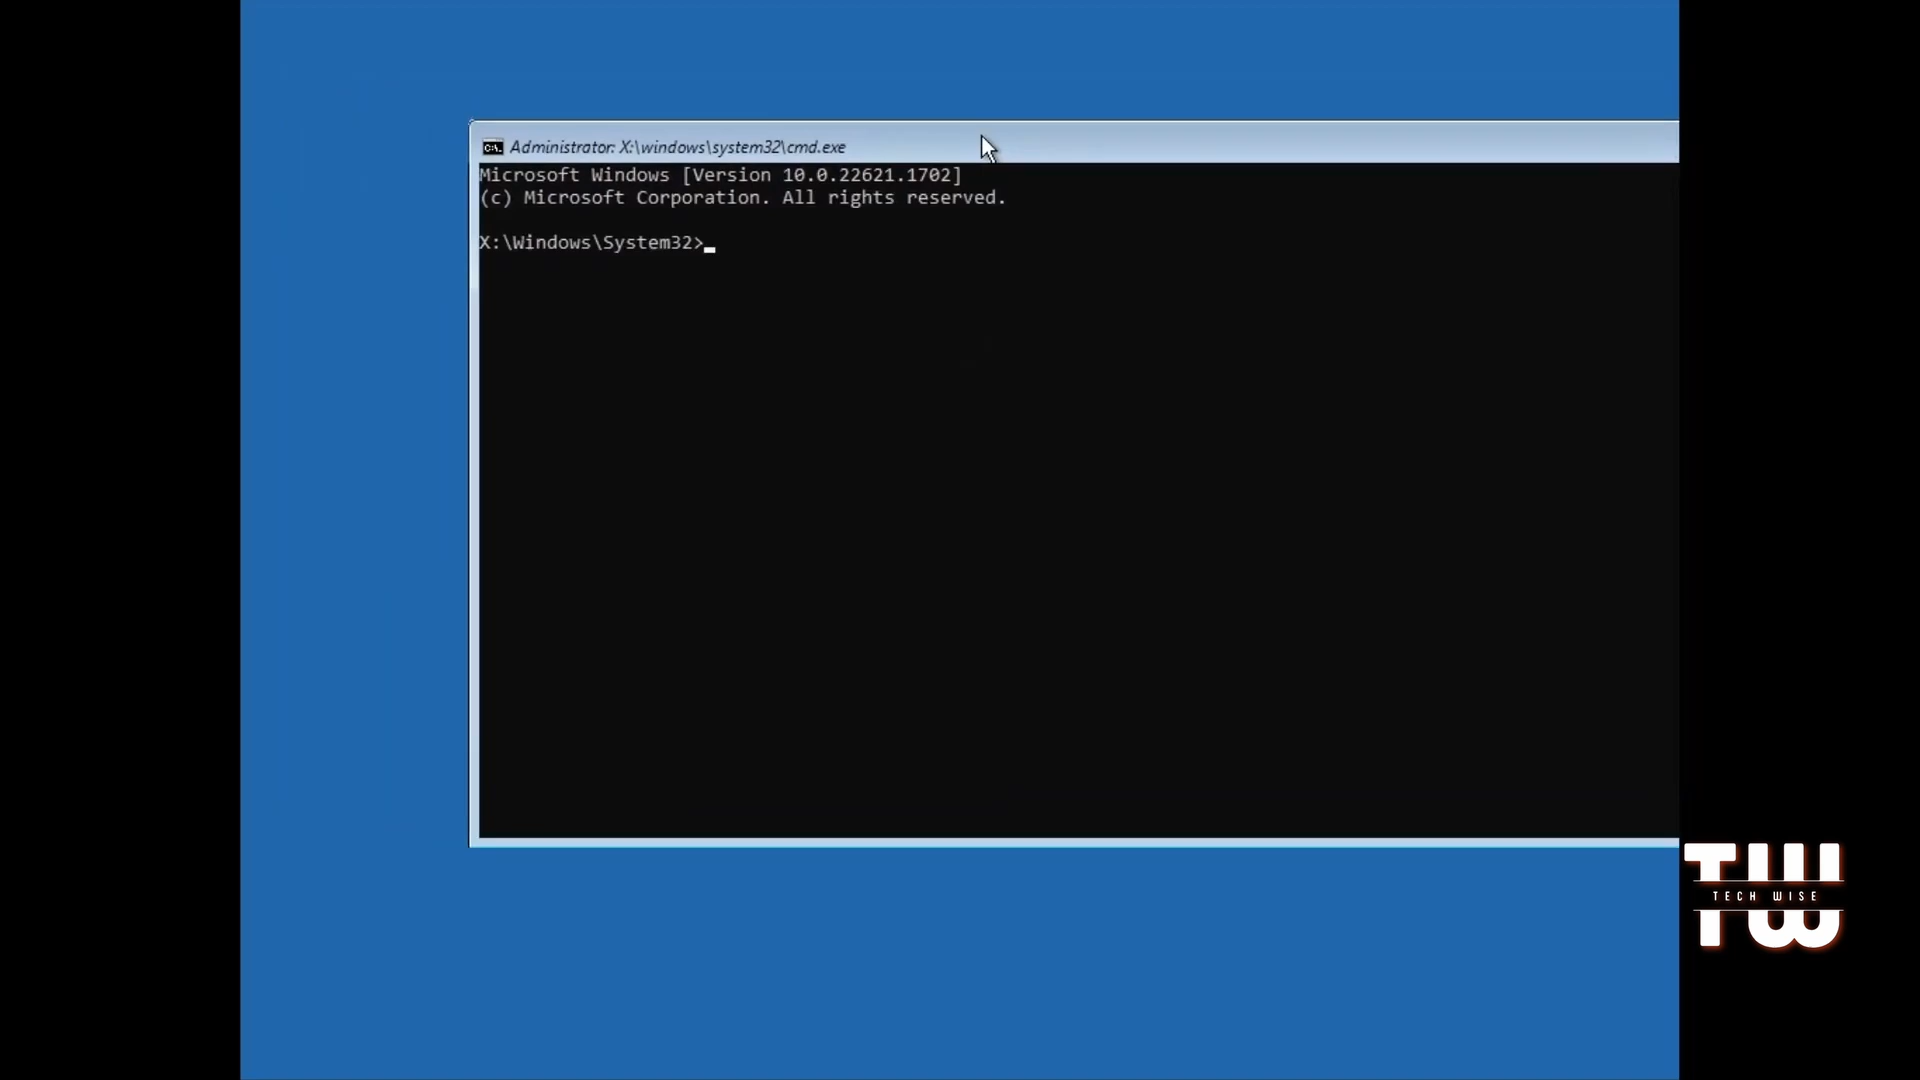 Administrator: X:\windows\system32\cmd.exe
Microsoft Windows [Version 10.0.22621.1702]
(c) Microsoft Corporation. All rights reserved.
X:\Windows\System32>
TW
TECH WISE